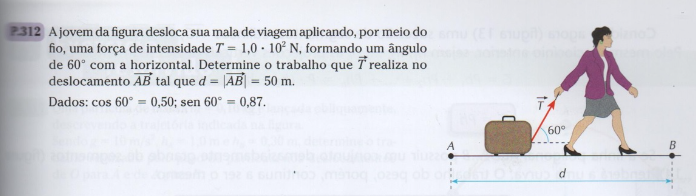 P.312 A jovem da figura desloca sua mala de viagem aplicando, por meio do
fio, uma força de intensidade T = 1,0 · 10² N, formando um ângulo
de 60° com a horizontal. Determine o trabalho que T⃗ realiza no
deslocamento A⃗B⃗ tal que d = |A⃗B⃗| = 50 m.
Dados: cos 60° = 0,50; sen 60° = 0,87.
T⃗
60°
A
B
d